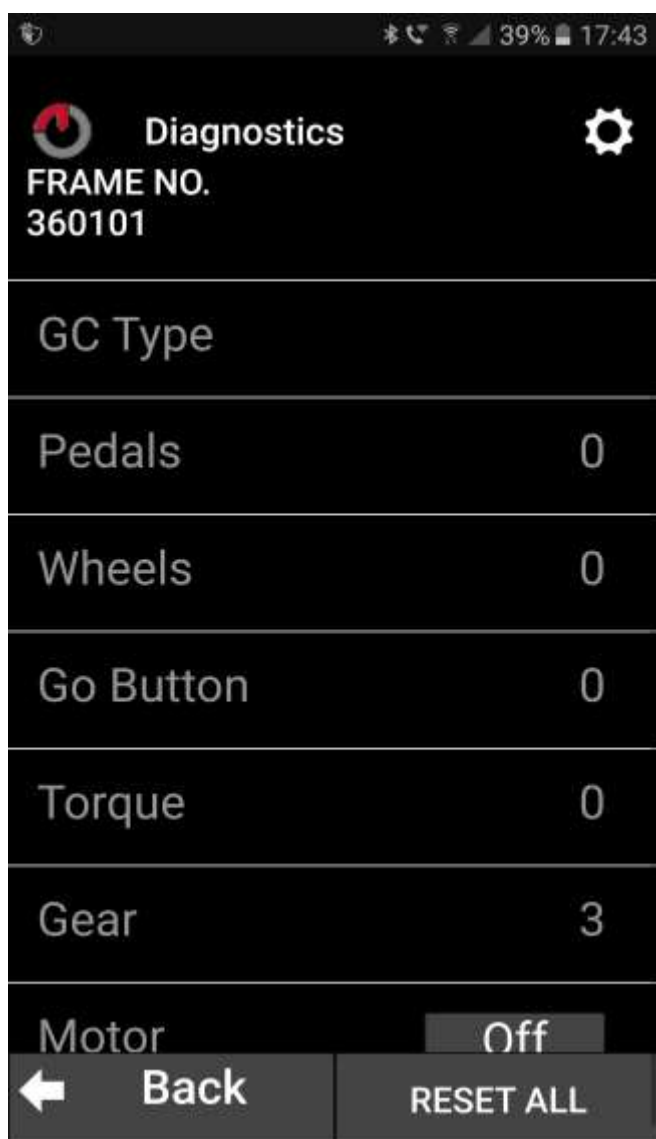 39% 17:43
Diagnostics
FRAME NO.
360101
GC Type
Pedals 0
Wheels 0
Go Button 0
Torque 0
Gear 3
Motor Off
Back RESET ALL